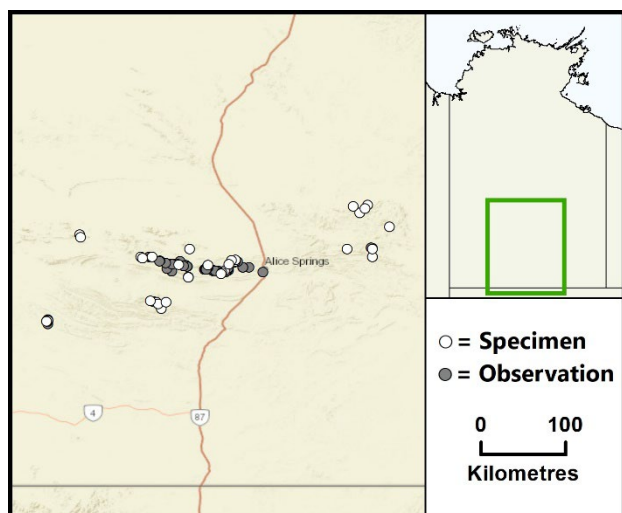 Alice Springs
4
87
= Specimen
= Observation
0 100
Kilometres